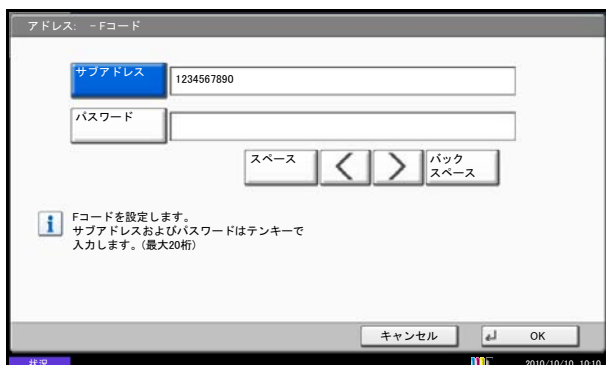 アドレス: - Fコード
サブアドレス
1234567890
パスワード
スペース
バック
スペース
Fコードを設定します。
サブアドレスおよびパスワードはテンキーで
入力します。(最大20桁)
キャンセル
OK
状況
2010/10/10 10:10